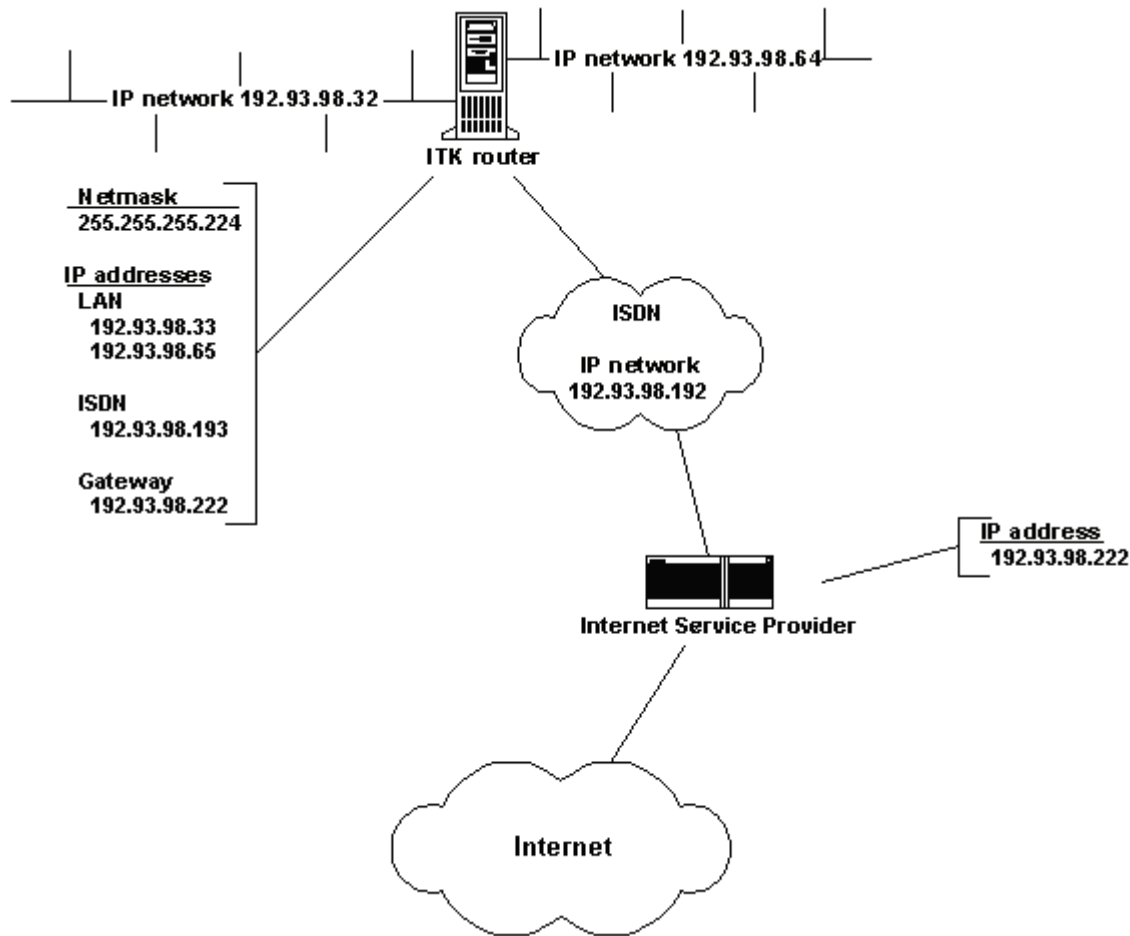 IP network 192.93.98.64
IP network 192.93.98.32
ITK router
Netmask
255.255.255.224
IP addresses
LAN
192.93.98.33
192.93.98.65
ISDN
192.93.98.193
Gateway
192.93.98.222
ISDN
IP network
192.93.98.192
IP address
192.93.98.222
Internet Service Provider
Internet